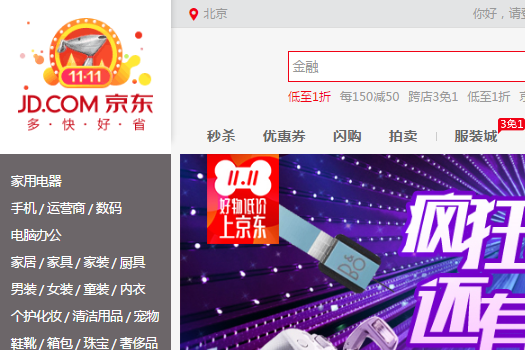 北京
你好，请
11·11
JD.COM 京东
多·快·好·省
金融
低至1折 每150减50 跨店3免1 低至1折
秒杀 优惠券 闪购 拍卖 服装城
3免1
家用电器
手机 / 运营商 / 数码
电脑办公
家居 / 家具 / 家装 / 厨具
男装 / 女装 / 童装 / 内衣
个护化妆 / 清洁用品 / 宠物
鞋靴 / 箱包 / 珠宝 / 奢侈品
11.11
好物低价
上京东
B&O
疯狂
还有